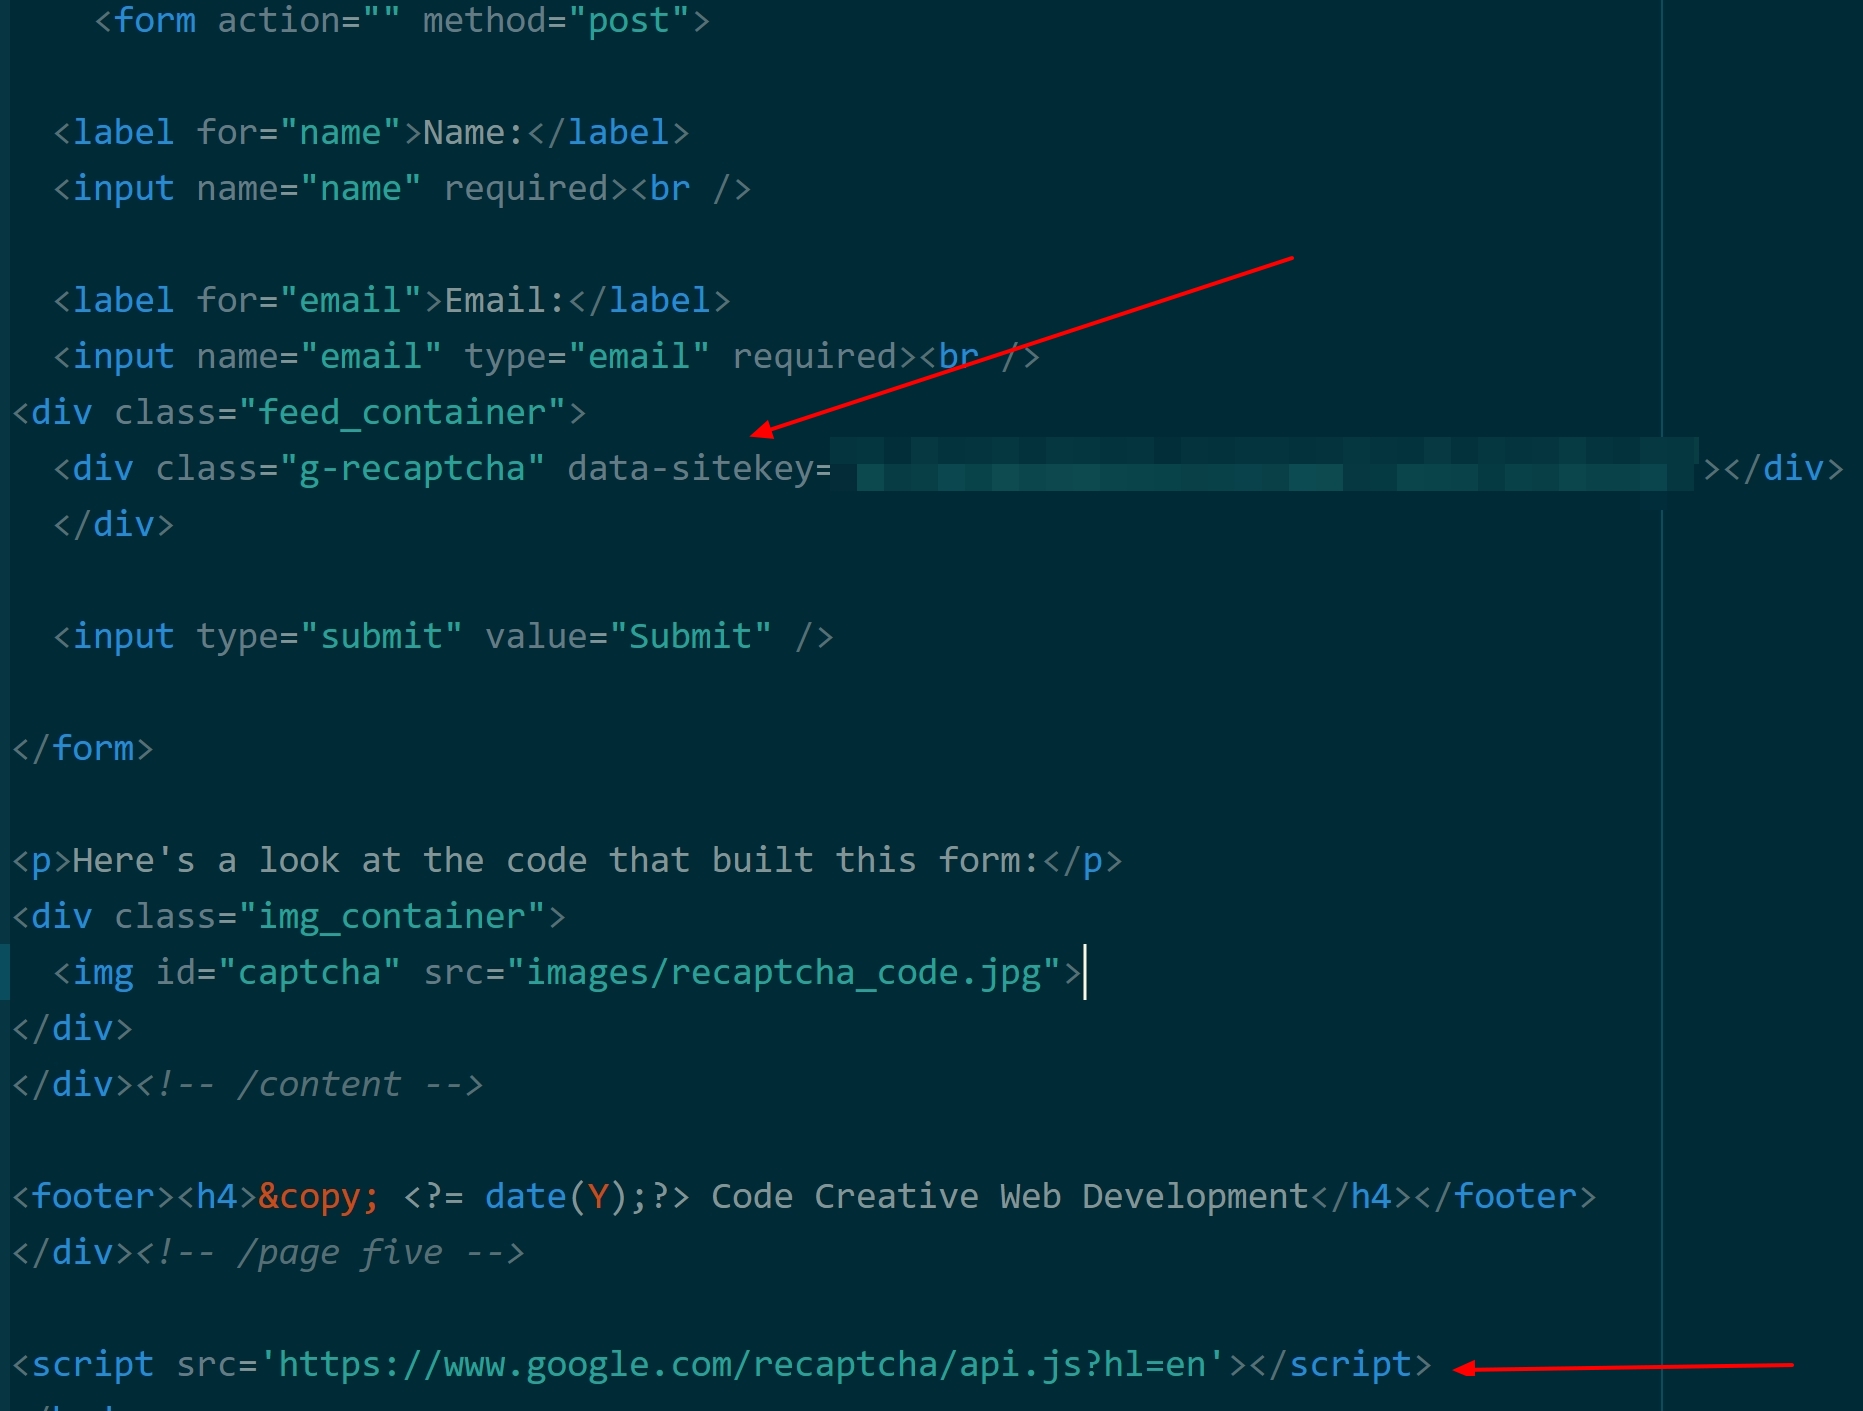 <form action="" method="post">
<label for="name">Name:</label>
<input name="name" required><br />
<label for="email">Email:</label>
<input name="email" type="email" required><br />
<div class="feed_container">
<div class="g-recaptcha" data-sitekey= ></div>
</div>
<input type="submit" value="Submit" />
</form>
<p>Here's a look at the code that built this form:</p>
<div class="img_container">
<img id="captcha" src="images/recaptcha_code.jpg">
</div>
</div><!-- /content -->
<footer><h4>&copy; <?= date(Y);?> Code Creative Web Development</h4></footer>
</div><!-- /page five -->
<script src='https://www.google.com/recaptcha/api.js?hl=en'></script>